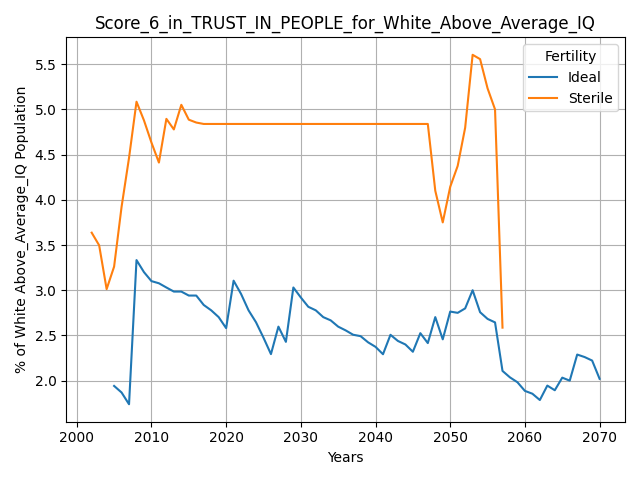 Score_6_in_TRUST_IN_PEOPLE_for_White_Above_Average_IQ
% of White Above_Average_IQ Population
5.5
5.0
4.5
4.0
3.5
3.0
2.5
2.0
Fertility
Ideal
Sterile
2000 2010 2020 2030 2040 2050 2060 2070
Years